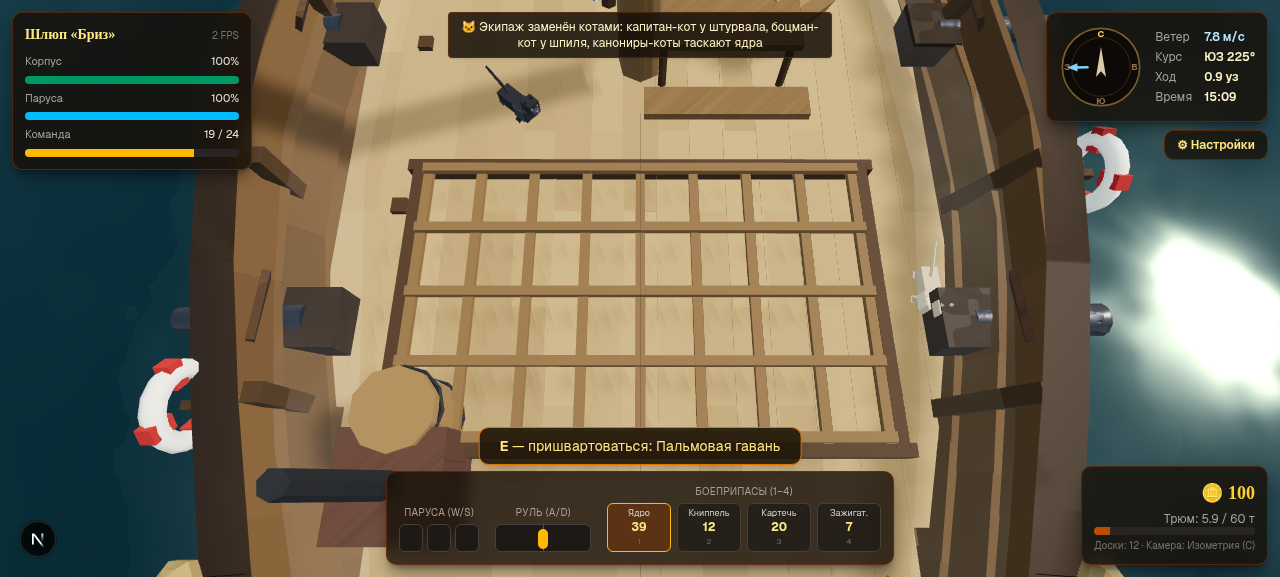 Шлюп «Бриз» 2 FPS
Корпус 100%
Паруса 100%
Команда 19 / 24
🐱 Экипаж заменён котами: капитан-кот у штурвала, боцман-
кот у шпиля, канониры-коты таскают ядра
С
З В
Ю
Ветер 7.8 м/с
Курс ЮЗ 225°
Ход 0.9 уз
Время 15:09
⚙ Настройки
E — пришвартоваться: Пальмовая гавань
ПАРУСА (W/S) РУЛЬ (A/D) БОЕПРИПАСЫ (1–4)
Ядро Книппель Картечь Зажигат.
39 12 20 7
1 2 3 4
🪙 100
Трюм: 5.9 / 60 т
Доски: 12 · Камера: Изометрия (C)
N